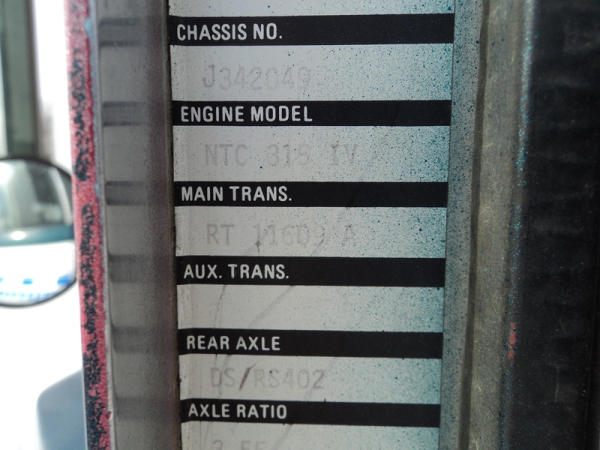 CHASSIS NO.
J342049
ENGINE MODEL
NTC 315 IV
MAIN TRANS.
RT 11609 A
AUX. TRANS.
REAR AXLE
DS/RS402
AXLE RATIO